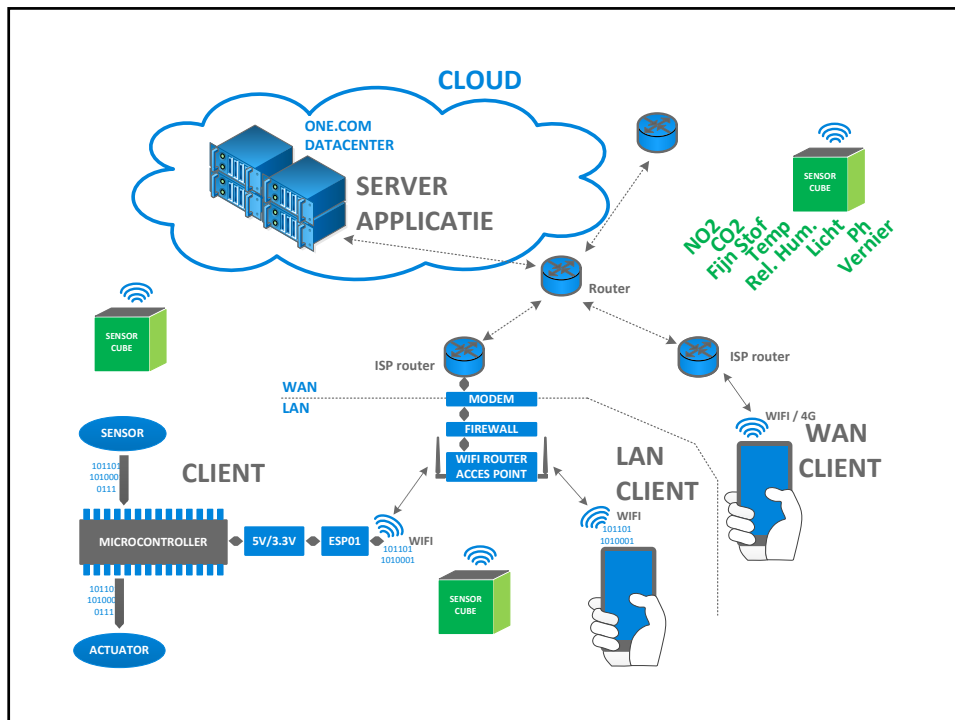 CLOUD
ONE.COM
DATACENTER
SERVER
APPLICATIE
SENSOR
CUBE
NO2
CO2
Fijn Stof
Temp
Rel. Hum.
Licht
Ph
Vernier
Router
SENSOR
CUBE
ISP router
ISP router
WAN
LAN
MODEM
FIREWALL
WIFI ROUTER
ACCES POINT
WIFI / 4G
WAN
CLIENT
LAN
CLIENT
SENSOR
101101
101000
0111
CLIENT
MICROCONTROLLER
5V/3.3V
ESP01
WIFI
101101
1010001
WIFI
101101
1010001
SENSOR
CUBE
10110
101000
0111
ACTUATOR